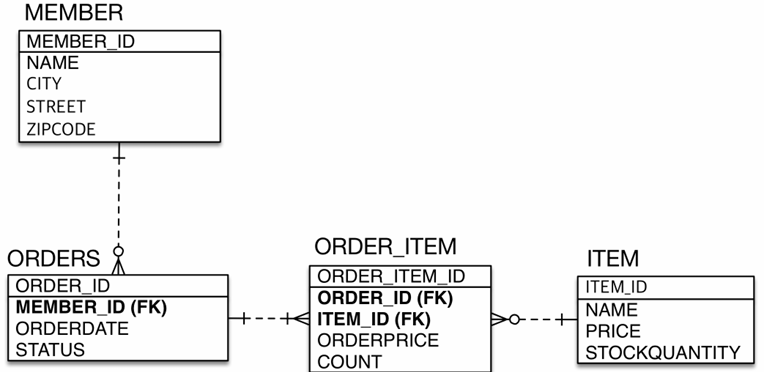 MEMBER
MEMBER_ID
NAME
CITY
STREET
ZIPCODE
ORDERS
ORDER_ID
MEMBER_ID (FK)
ORDERDATE
STATUS
ORDER_ITEM
ORDER_ITEM_ID
ORDER_ID (FK)
ITEM_ID (FK)
ORDERPRICE
COUNT
ITEM
ITEM_ID
NAME
PRICE
STOCKQUANTITY